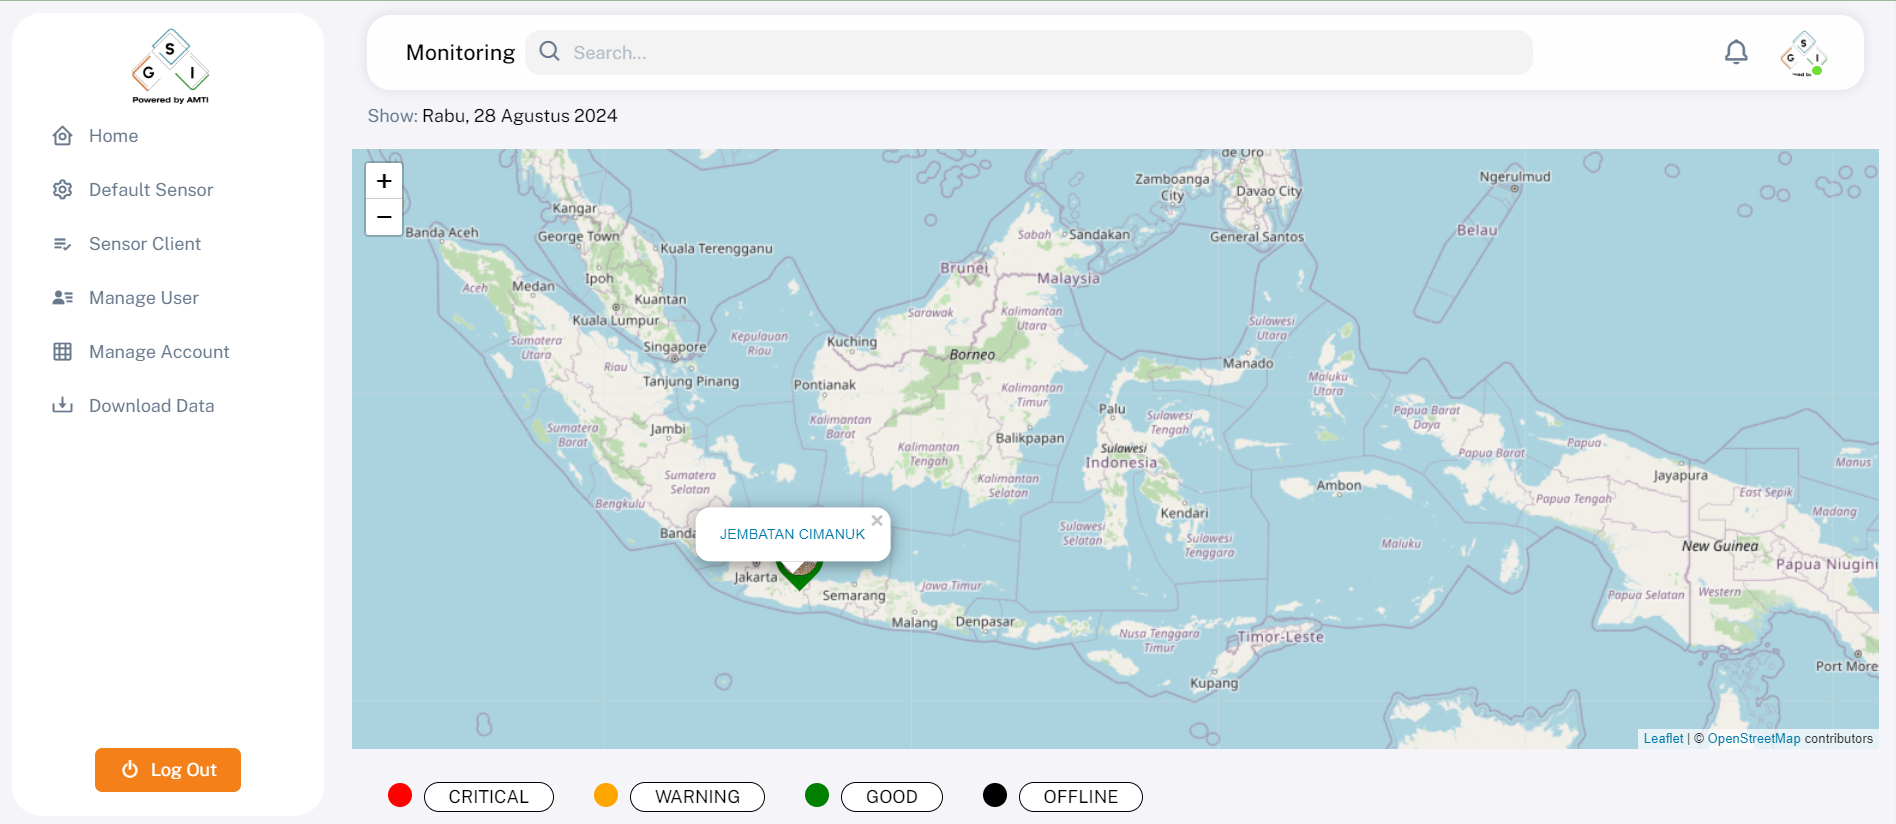 S
G I
Powered by AMTI
Home
Default Sensor
Sensor Client
Manage User
Manage Account
Download Data
Log Out
Monitoring
Search...
S
G I
Show: Rabu, 28 Agustus 2024
+
−
de Oro
Zamboanga
City
Davao City
General Santos
Ngerulmud
Belau
Kangar
Banda Aceh
George Town
Kuala Terengganu
Ipoh
Aceh
Medan
Kuantan
Kuala Lumpur
Sumatera
Utara
Singapore
Riau
Tanjung Pinang
Kepulauan
Riau
Sabah
Sandakan
Brunei
Malaysia
Sarawak
Kalimantan
Utara
Kuching
Borneo
Pontianak
Kalimantan
Timur
Kalimantan
Barat
Balikpapan
Kalimantan
Tengah
Kalimantan
Selatan
Sulawesi
Utara
Manado
Maluku
Utara
Palu
Sulawesi
Tengah
Sulawesi
Indonesia
Kendari
Sulawesi
Selatan
Sulawesi
Tenggara
Ambon
Maluku
Papua Barat
Daya
Papua
Papua Barat
Jayapura
Manus
East Sepik
Papua Tengah
Madang
New Guinea
Papua Niugini
Papua Selatan
Western
Port More
Sumatera
Barat
Jambi
Sumatera
Selatan
Bengkulu
Banda
JEMBATAN CIMANUK
×
Jakarta
Semarang
Jawa Timur
Malang
Denpasar
Nusa Tenggara
Timur
Timor-Leste
Kupang
Leaflet | © OpenStreetMap contributors
CRITICAL
WARNING
GOOD
OFFLINE